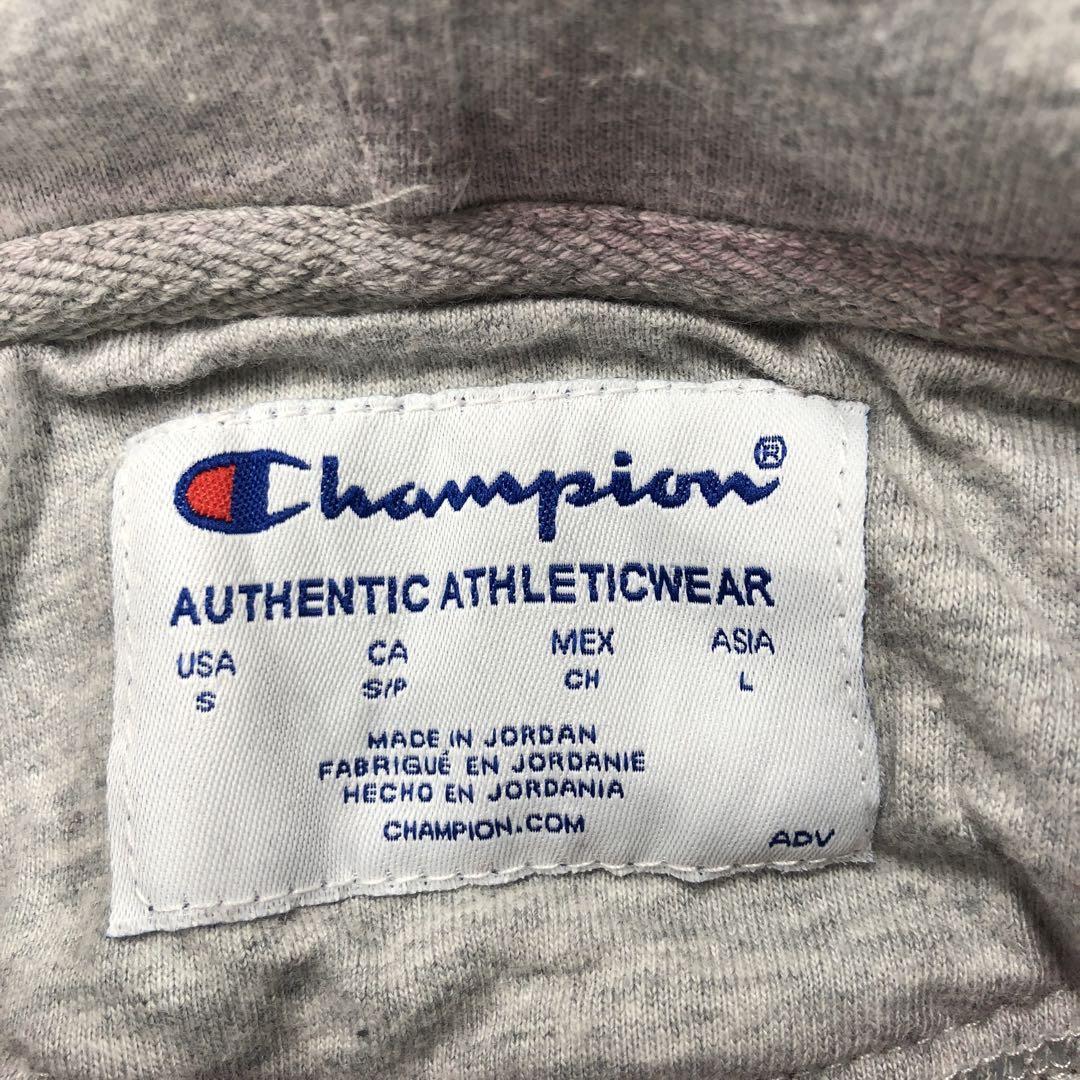 Champion®
AUTHENTIC ATHLETICWEAR
USA CA MEX ASIA
S S/P CH L
MADE IN JORDAN
FABRIQUÉ EN JORDANIE
HECHO EN JORDANIA
CHAMPION.COM
ADV